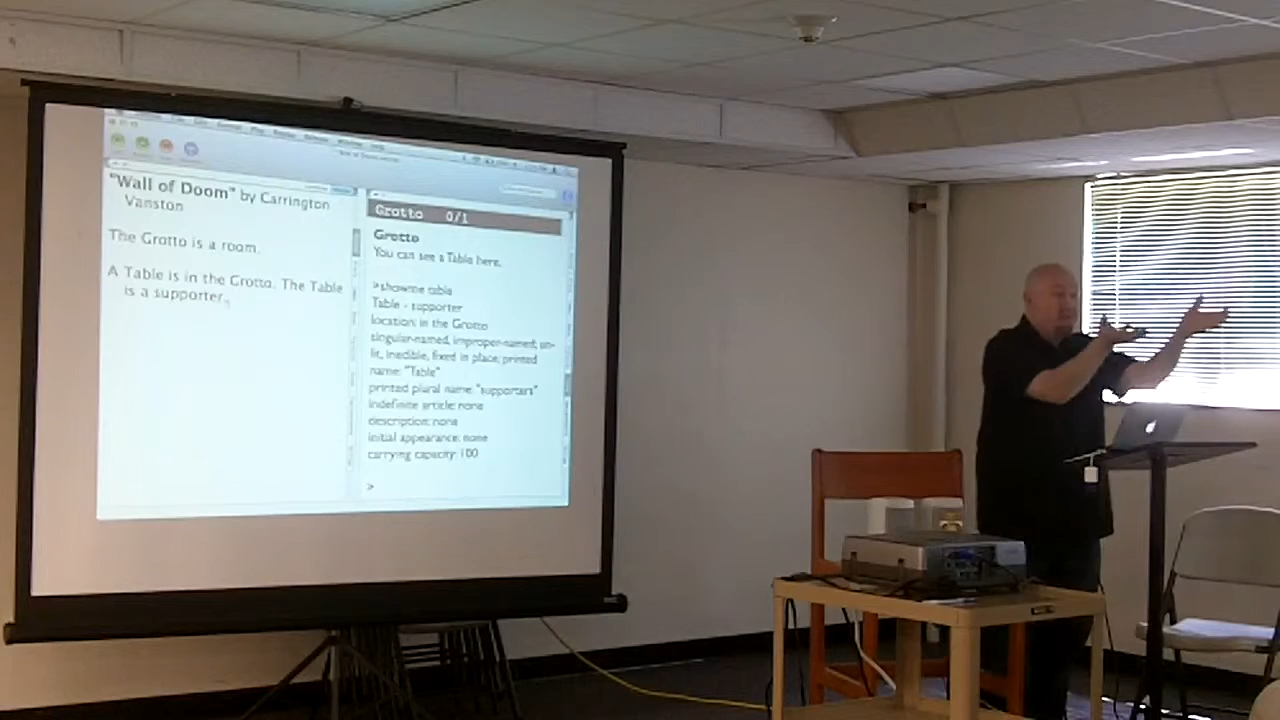 "Wall of Doom" by Carrington
Vanston
The Grotto is a room.
A Table is in the Grotto. The Table
is a supporter.
Grotto 0/1
Grotto
You can see a Table here.
>showme table
Table - supporter
location: in the Grotto
singular-named, improper-named; un-
lit, inedible, fixed in place; printed
name: "Table"
printed plural name: "supporters"
indefinite article: none
description: none
initial appearance: none
carrying capacity: 100
>